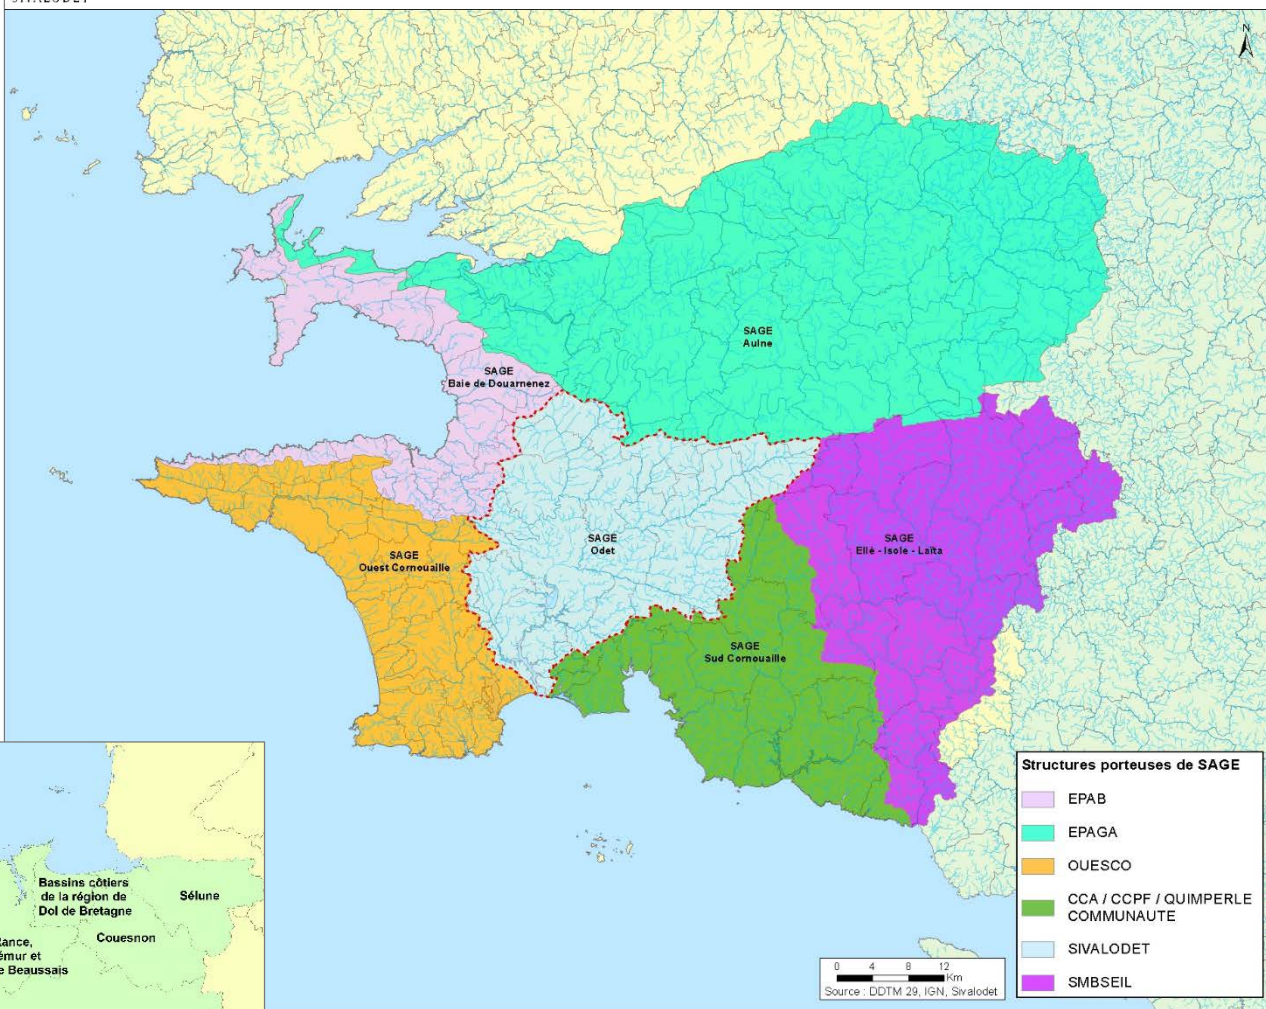 N
SAGE
Aulne
SAGE
Baie de Douarnenez
SAGE
Odet
SAGE
Ellé - Isole - Laïta
SAGE
Ouest Cornouaille
SAGE
Sud Cornouaille
Structures porteuses de SAGE
EPAB
EPAGA
OUESCO
CCA / CCPF / QUIMPERLE
COMMUNAUTE
SIVALODET
SMBSEIL
0 4 8 12
Km
Source : DDTM 29, IGN, Sivalodet
Bassins côtiers
de la région de
Dol de Bretagne
Sélune
Couesnon
et
Beaussais